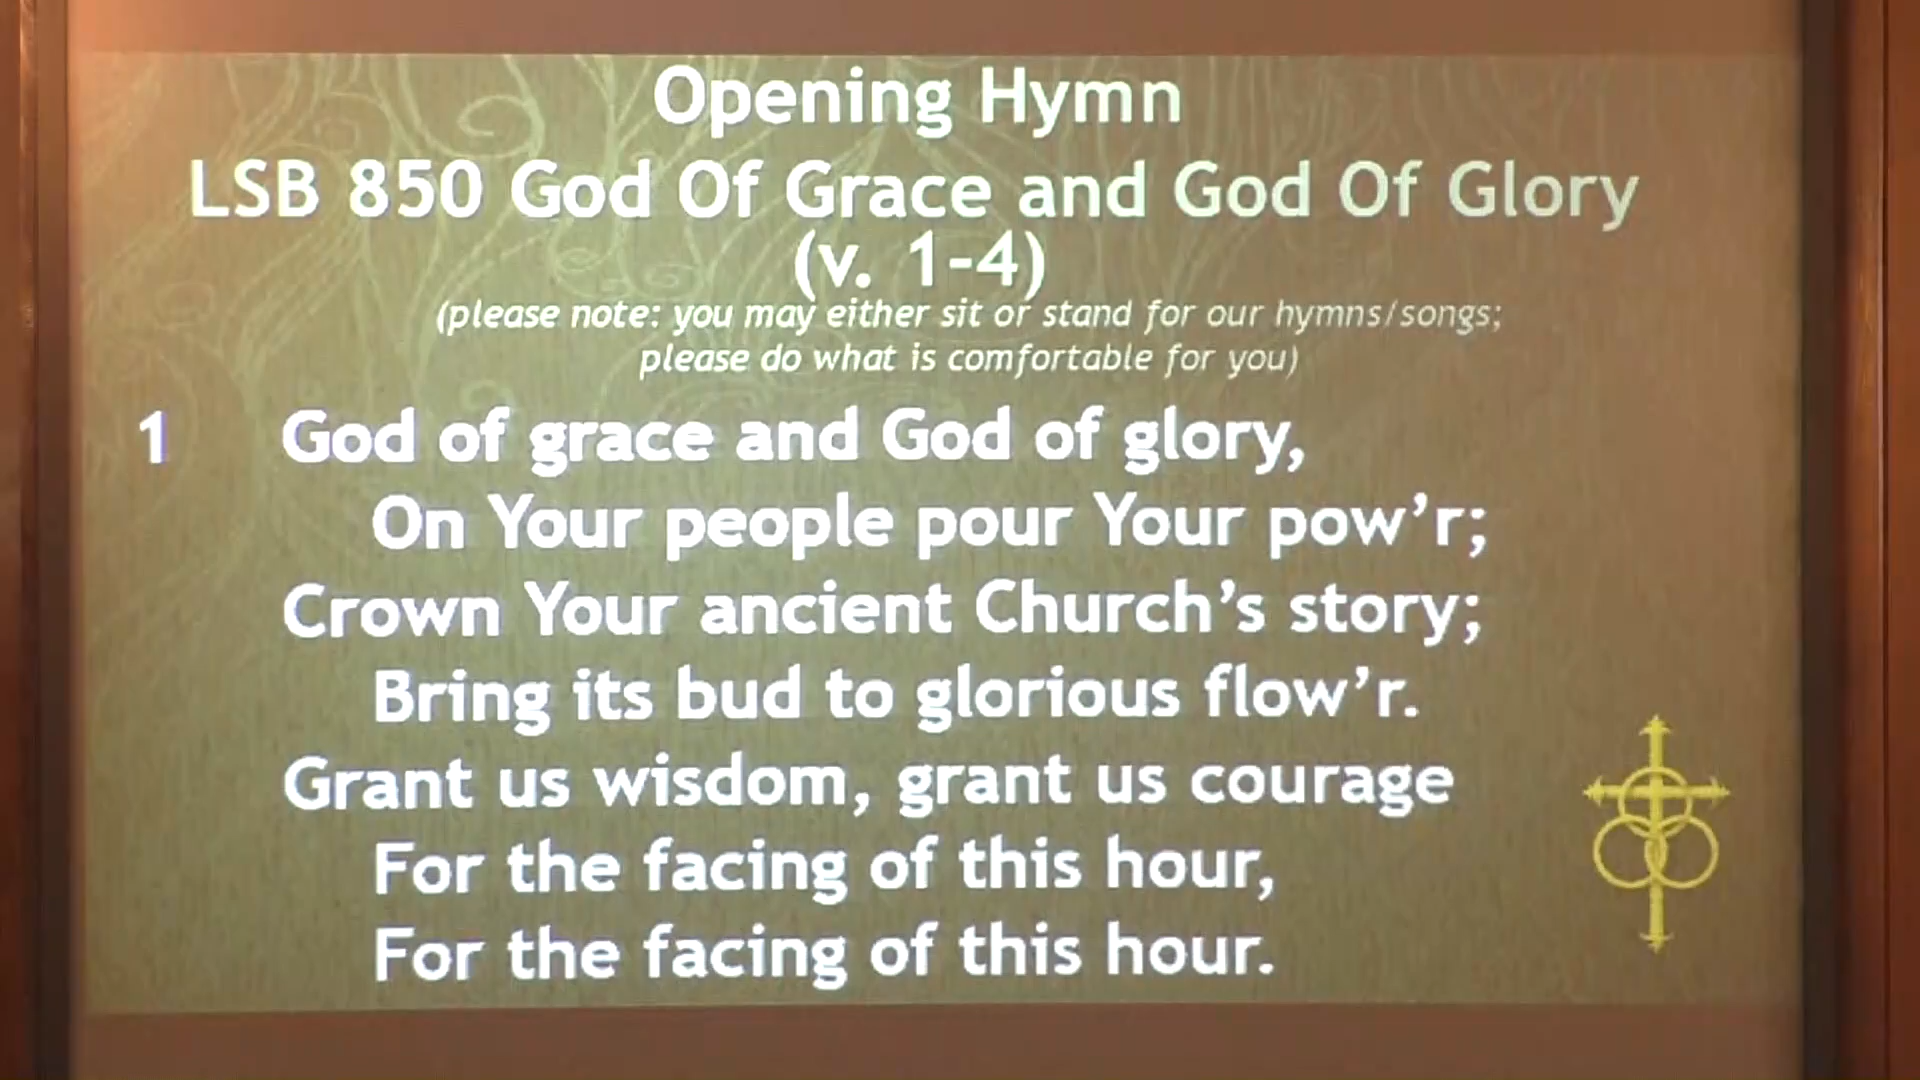 Opening Hymn
LSB 850 God Of Grace and God Of Glory
(v. 1-4)
(please note: you may either sit or stand for our hymns/songs;
please do what is comfortable for you)
1 God of grace and God of glory,
On Your people pour Your pow’r;
Crown Your ancient Church’s story;
Bring its bud to glorious flow’r.
Grant us wisdom, grant us courage
For the facing of this hour,
For the facing of this hour.